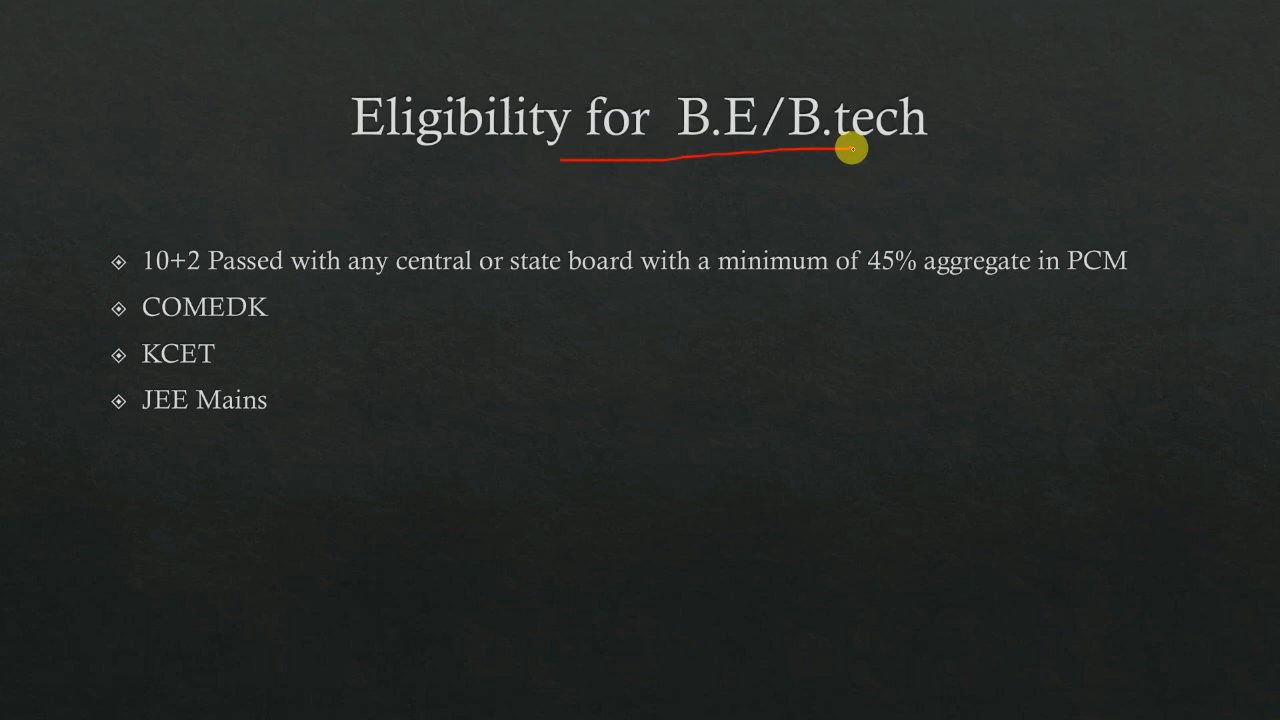 Eligibility for B.E/B.tech
10+2 Passed with any central or state board with a minimum of 45% aggregate in PCM
COMEDK
KCET
JEE Mains